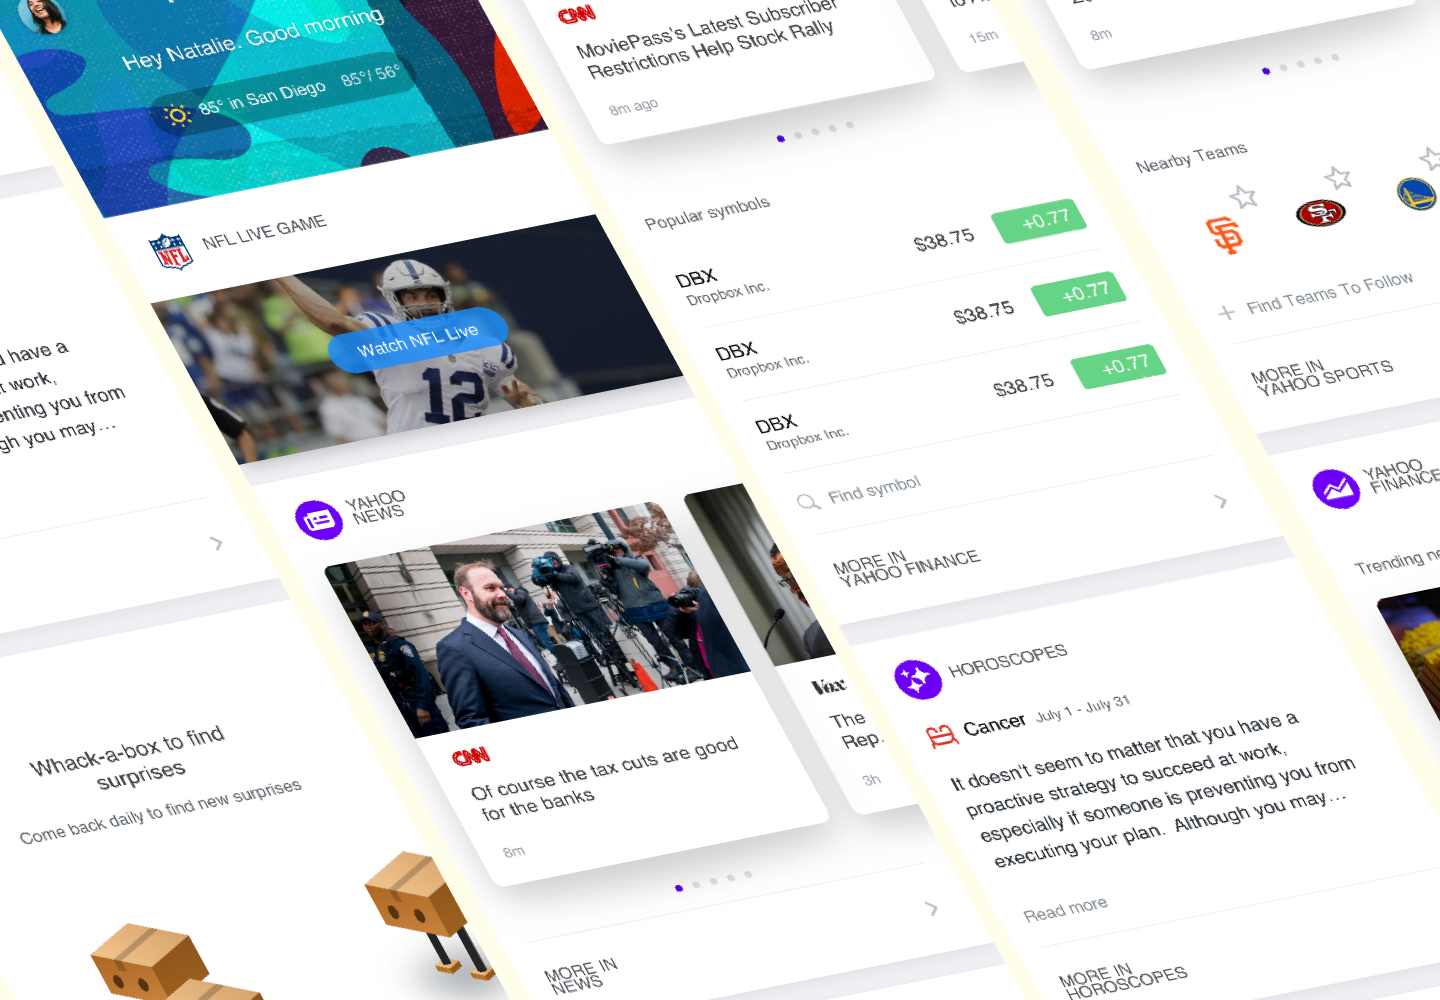 d have a
t work,
enting you from
gh you may...
Whack-a-box to find
surprises
Come back daily to find new surprises
Hey Natalie. Good morning
85° in San Diego 85°/ 56°
NFL
NFL LIVE GAME
Watch NFL Live
12
YAHOO
NEWS
CNN
Of course the tax cuts are good
for the banks
8m
Vox
The
Rep.
3h
MORE IN
NEWS
CNN
MoviePass's Latest Subscriber
Restrictions Help Stock Rally
8m ago
15m
Popular symbols
DBX
Dropbox Inc.
$38.75
+0.77
DBX
Dropbox Inc.
$38.75
+0.77
DBX
Dropbox Inc.
$38.75
+0.77
Find symbol
MORE IN
YAHOO FINANCE
HOROSCOPES
Cancer July 1 - July 31
It doesn't seem to matter that you have a
proactive strategy to succeed at work,
especially if someone is preventing you from
executing your plan. Although you may...
Read more
MORE IN
HOROSCOPES
8m
Nearby Teams
SF
SF
Find Teams To Follow
MORE IN
YAHOO SPORTS
YAHOO
FINANCE
Trending ne